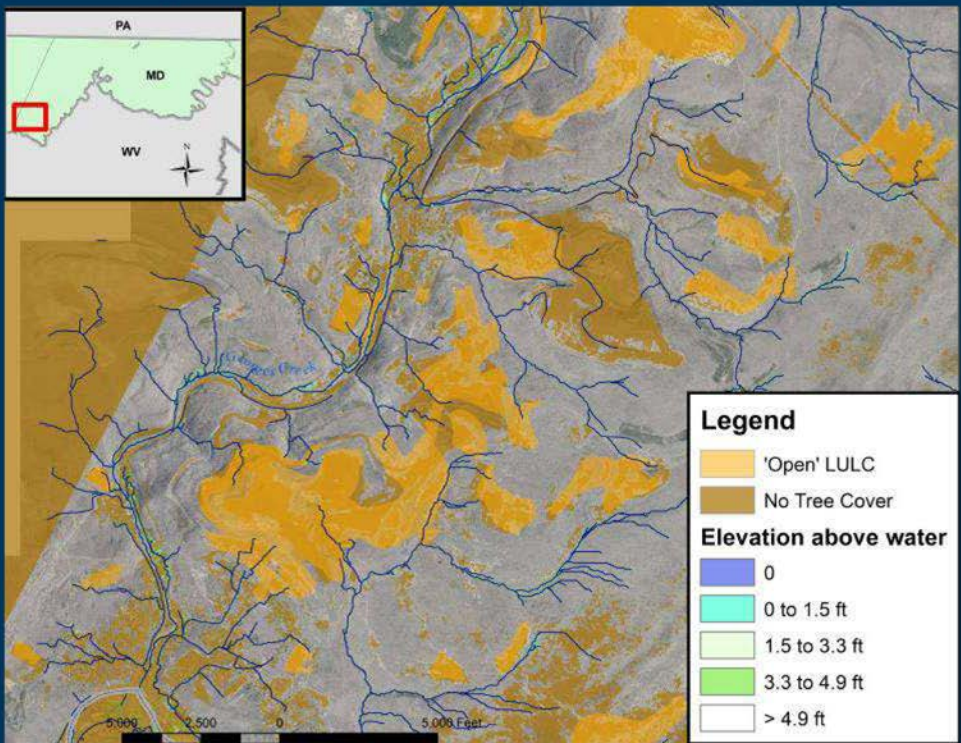 PA
MD
WV
N
Creek
Legend
'Open' LULC
No Tree Cover
Elevation above water
0
0 to 1.5 ft
1.5 to 3.3 ft
3.3 to 4.9 ft
> 4.9 ft
5,000 2,500 0 5,000 Feet